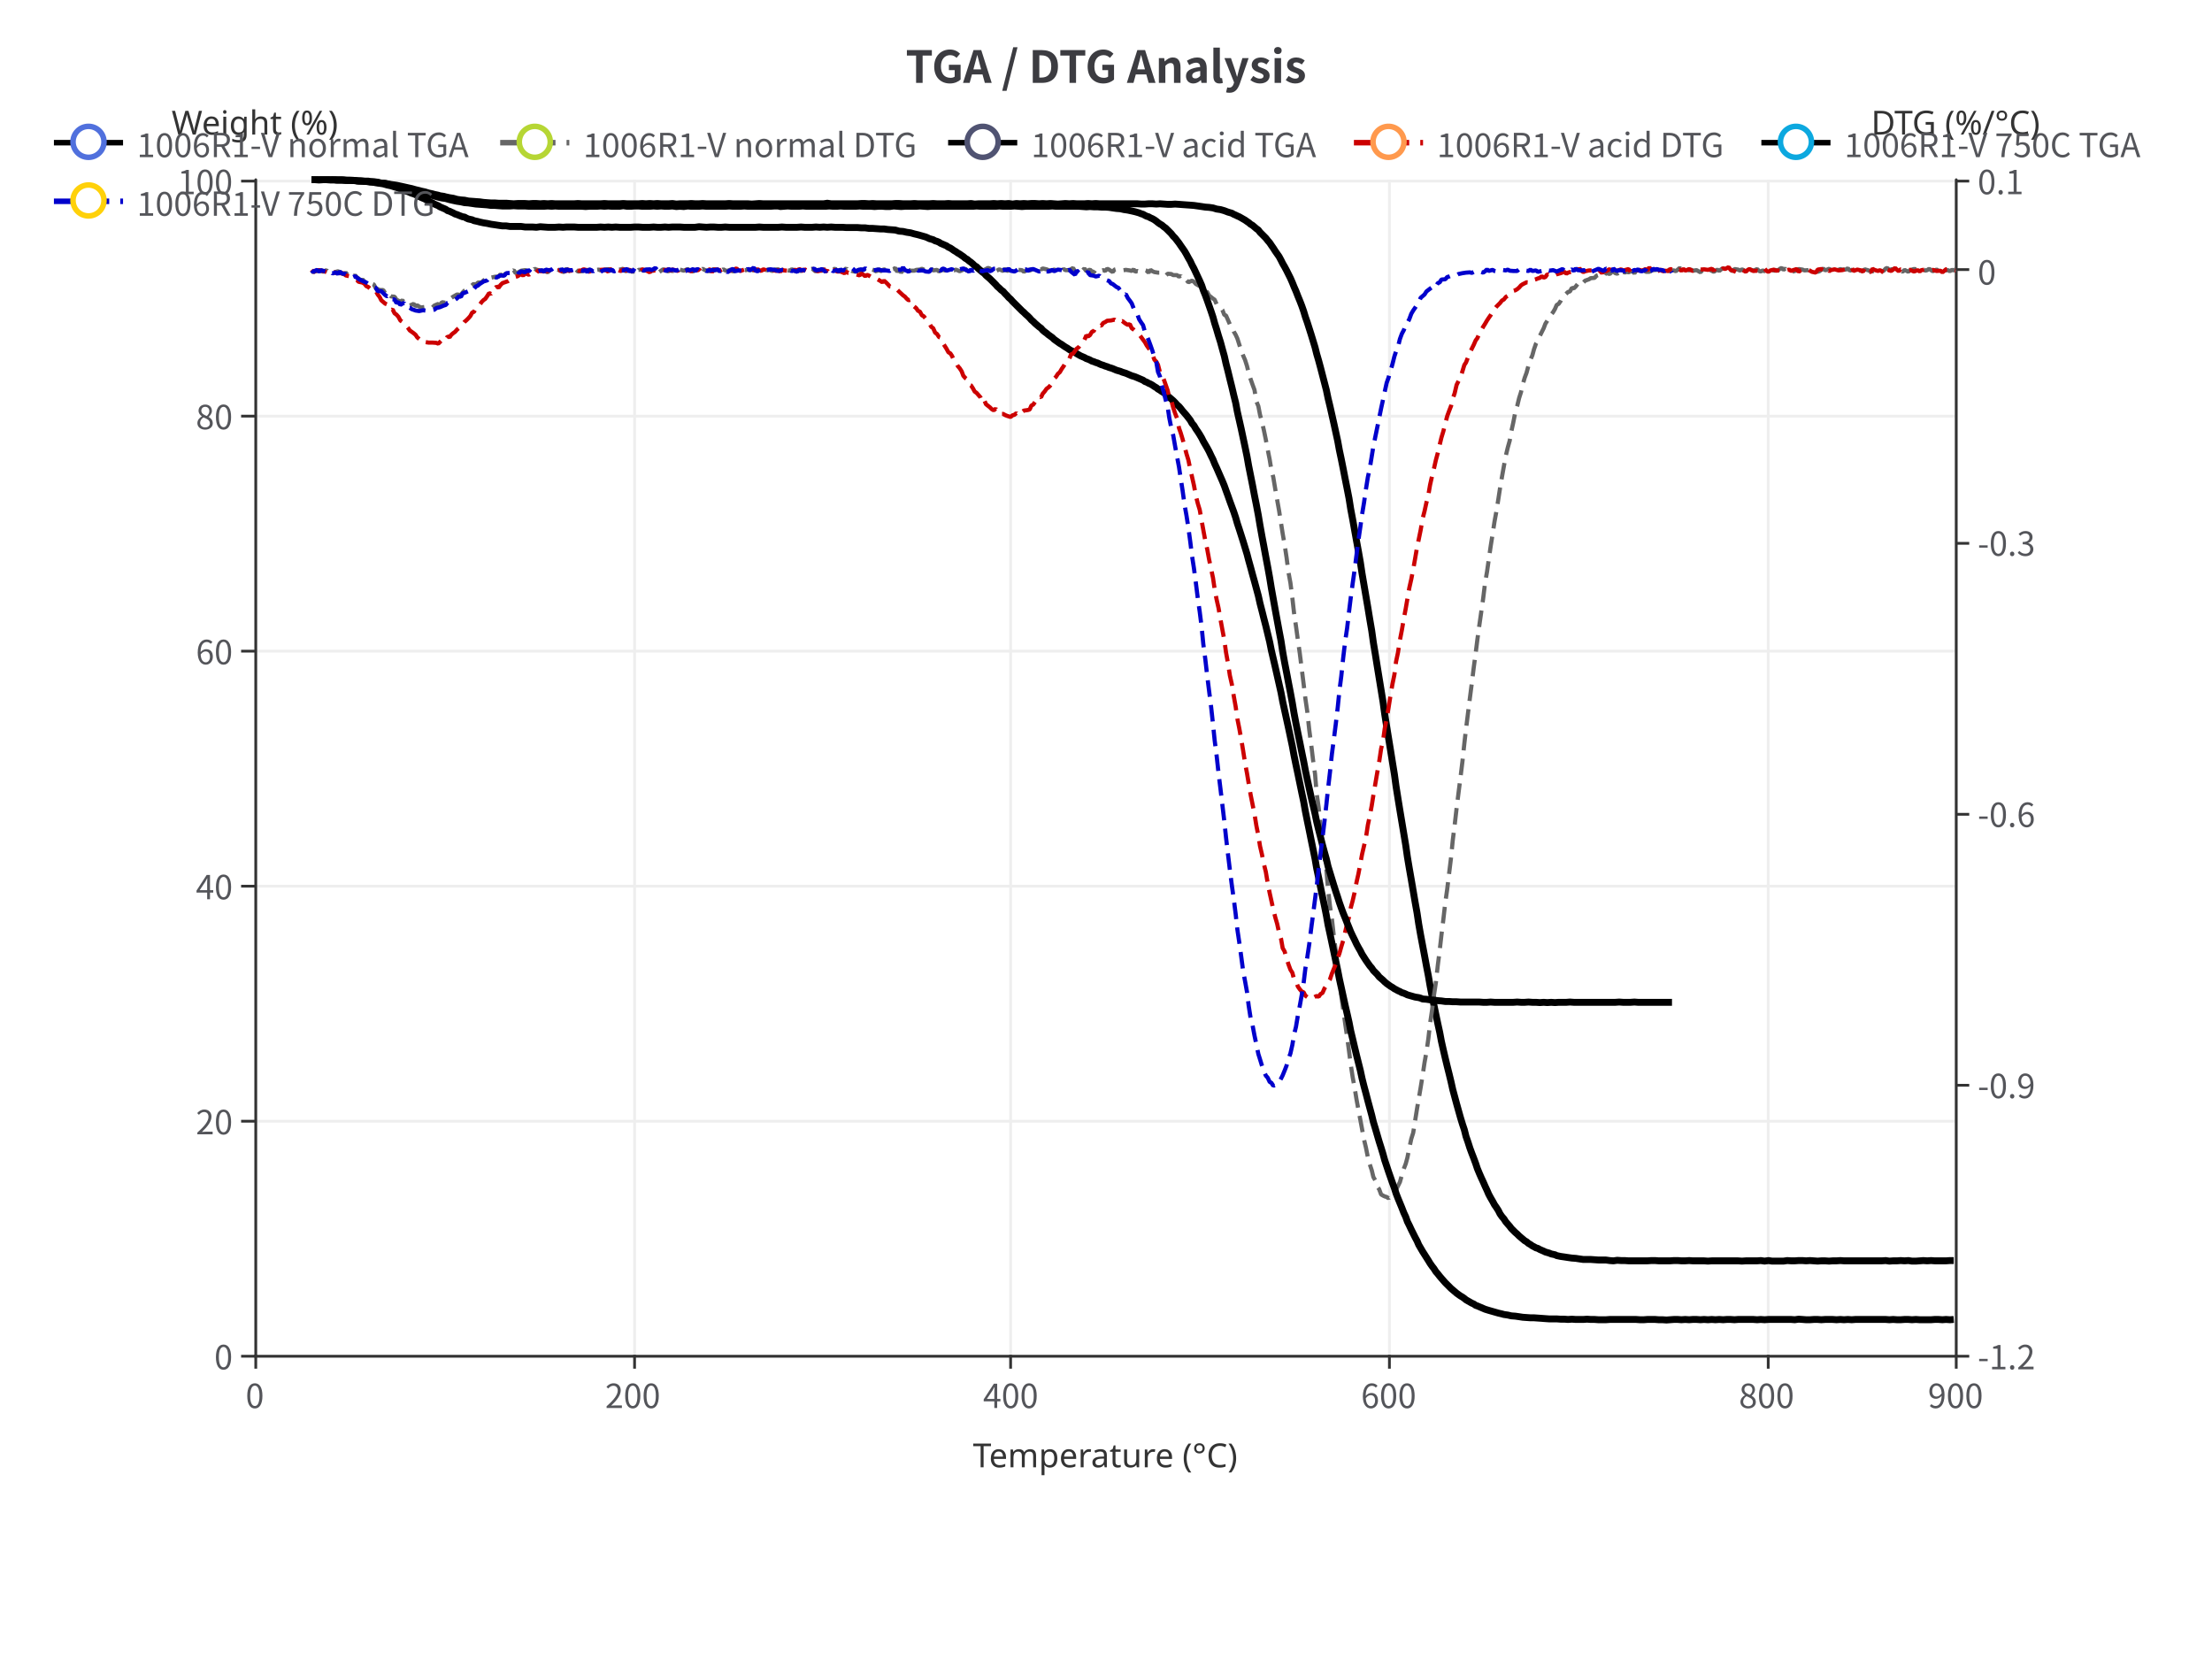 TGA / DTG Analysis
Weight (%)
DTG (%/°C)
1006R1-V normal TGA
1006R1-V normal DTG
1006R1-V acid TGA
1006R1-V acid DTG
1006R1-V 750C TGA
1006R1-V 750C DTG
100
80
60
40
20
0
0.1
0
-0.3
-0.6
-0.9
-1.2
0 200 400 600 800 900
Temperature (°C)